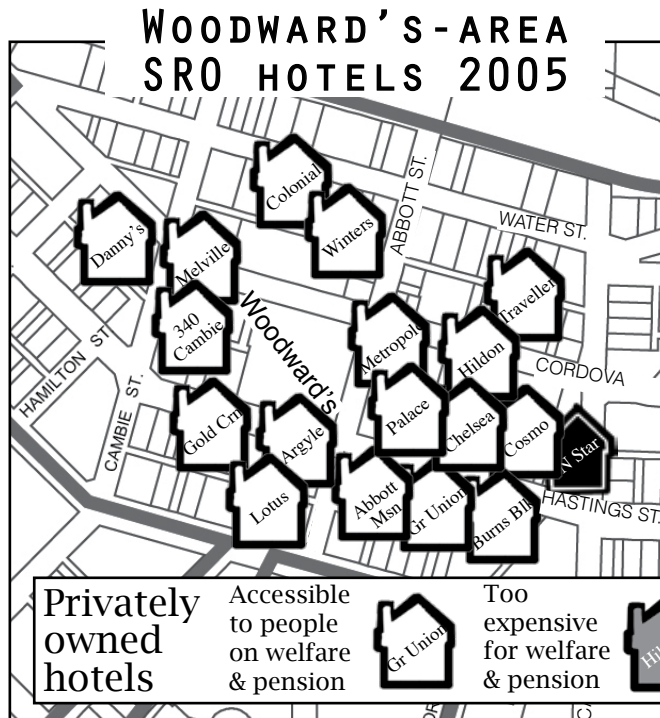 WOODWARD'S-AREA
SRO HOTELS 2005
Colonial
Winters
ABBOTT ST.
WATER ST.
Danny's
Melville
Traveller
340
Cambie
Woodward's
Metropole
Hildon
CORDOVA
HAMILTON ST
CAMBIE ST.
Gold Crn
Argyle
Palace
Chelsea
Cosmo
N Star
HASTINGS ST.
Lotus
Abbott
Msn
Gr Union
Burns Blk
Privately
owned
hotels
Accessible
to people
on welfare
& pension
Gr Union
Too
expensive
for welfare
& pension